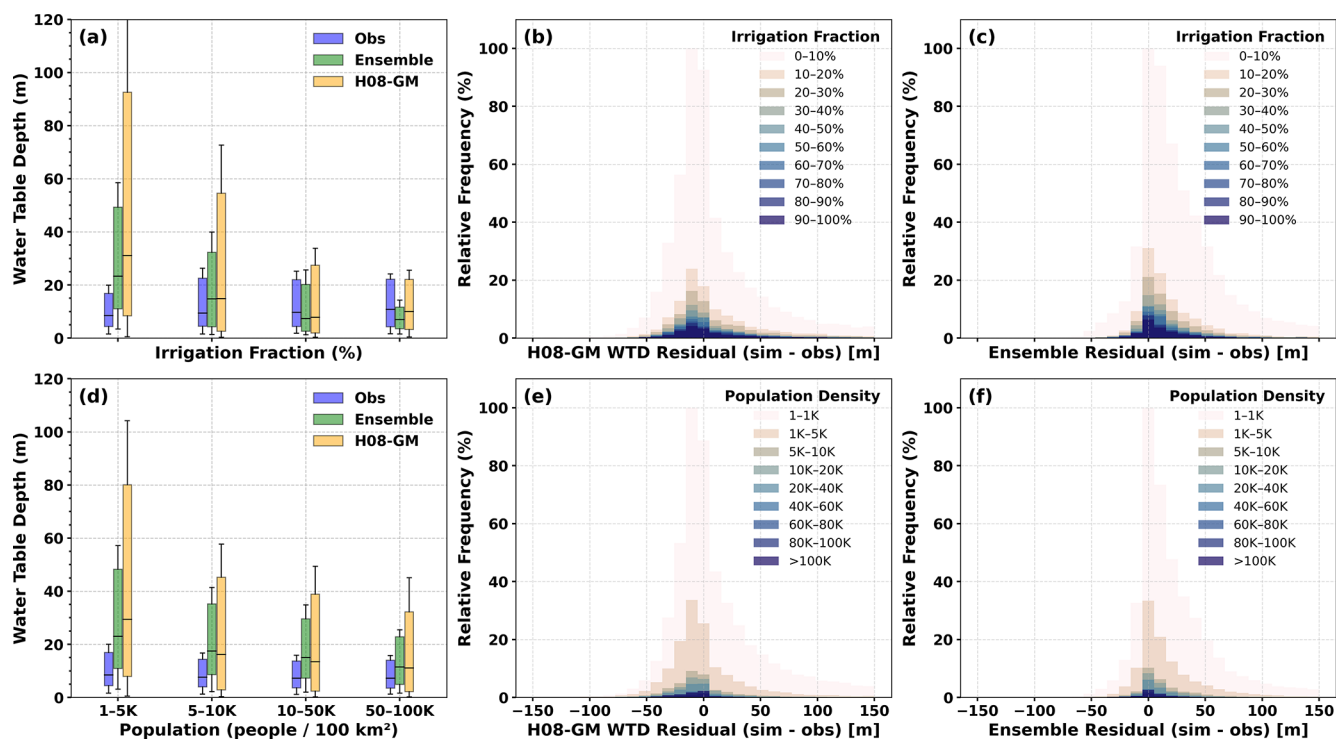 (a)
Obs
Ensemble
H08-GM
120
100
80
60
40
20
0
Water Table Depth (m)
Irrigation Fraction (%)
(b)
Irrigation Fraction
0–10%
10–20%
20–30%
30–40%
40–50%
50–60%
60–70%
70–80%
80–90%
90–100%
100
80
60
40
20
0
Relative Frequency (%)
H08-GM WTD Residual (sim - obs) [m]
(c)
Irrigation Fraction
0–10%
10–20%
20–30%
30–40%
40–50%
50–60%
60–70%
70–80%
80–90%
90–100%
100
80
60
40
20
0
Relative Frequency (%)
Ensemble Residual (sim - obs) [m]
(d)
Obs
Ensemble
H08-GM
120
100
80
60
40
20
0
Water Table Depth (m)
1–5K 5–10K 10–50K 50–100K
Population (people / 100 km²)
(e)
Population Density
1–1K
1K–5K
5K–10K
10K–20K
20K–40K
40K–60K
60K–80K
80K–100K
>100K
100
80
60
40
20
0
Relative Frequency (%)
−150 −100 −50 0 50 100 150
H08-GM WTD Residual (sim - obs) [m]
(f)
Population Density
1–1K
1K–5K
5K–10K
10K–20K
20K–40K
40K–60K
60K–80K
80K–100K
>100K
100
80
60
40
20
0
Relative Frequency (%)
−150 −100 −50 0 50 100 150
Ensemble Residual (sim - obs) [m]